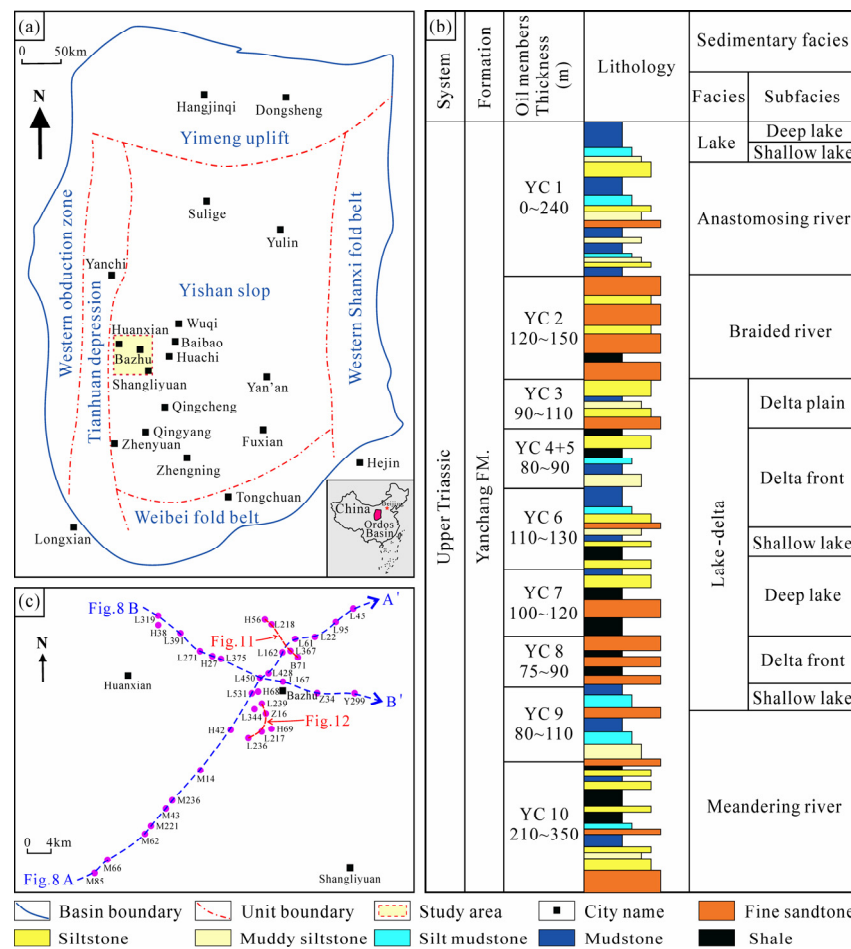 (a)
0 50km
N
Hangjinqi
Dongsheng
Yimeng uplift
Sulige
Yulin
Western obduction zone
Tianhuan depression
Western Shanxi fold belt
Yanchi
Yishan slop
Huanxian
Wuqi
Baibao
Bazhu
Huachi
Shangliyuan
Yan'an
Qingcheng
Qingyang
Fuxian
Zhenyuan
Zhengning
Hejin
Tongchuan
Weibei fold belt
Longxian
China
Beijing
Ordos
Basin
(b)
System
Formation
Oil members
Thickness
(m)
Lithology
Sedimentary facies
Facies
Subfacies
Upper Triassic
Yanchang FM.
YC 1
0~240
YC 2
120~150
YC 3
90~110
YC 4+5
80~90
YC 6
110~130
YC 7
100~120
YC 8
75~90
YC 9
80~110
YC 10
210~350
Lake
Deep lake
Shallow lake
Anastomosing river
Braided river
Lake-delta
Delta plain
Delta front
Shallow lake
Deep lake
Delta front
Shallow lake
Meandering river
(c)
N
Fig.8 B
A'
L319
H38
L391
L771
H27
L375
H56
L218
Fig.11
L61
L22
L95
L45
L162
L367
B71
L428
L450
L167
Huanxian
L531
H68
Bazhu
Z34
Y299
B'
L239
L344
Z16
Fig.12
H42
H69
L217
L236
M14
M236
M43
M221
M62
M66
M85
0 4km
Fig.8 A
Shangliyuan
Basin boundary
Unit boundary
Study area
City name
Fine sandtone
Siltstone
Muddy siltstone
Silt mudstone
Mudstone
Shale